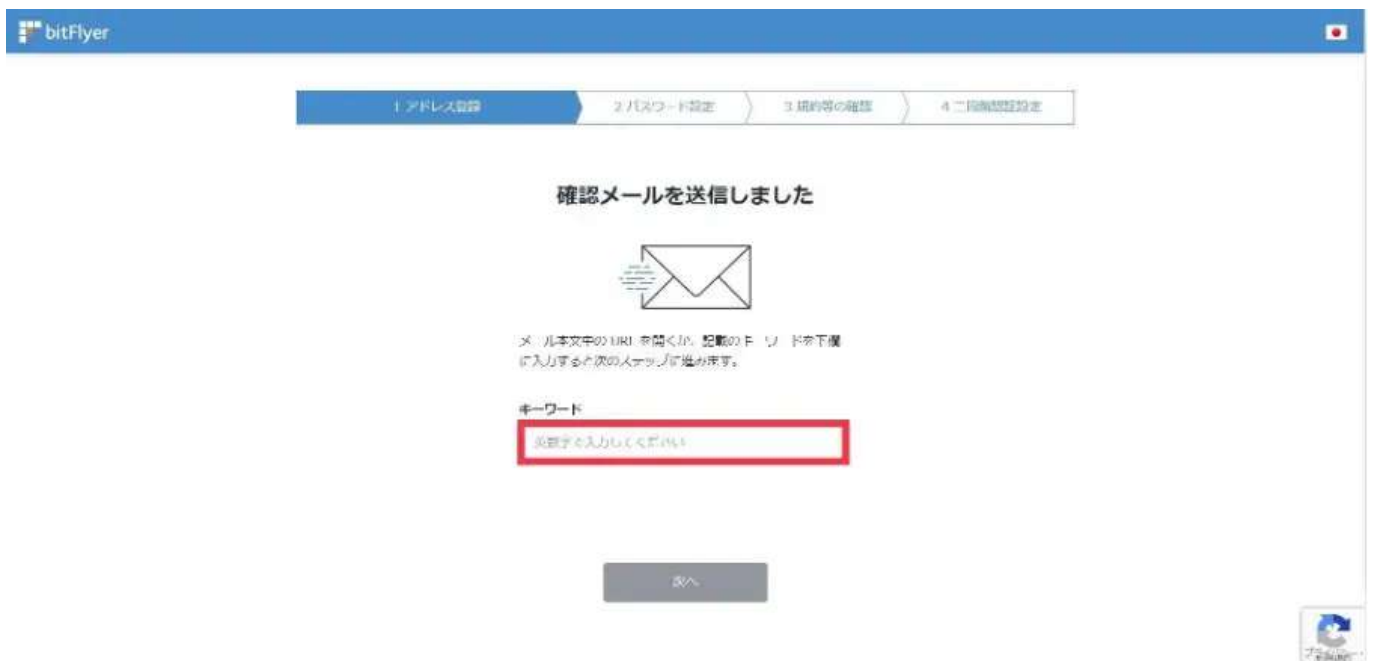 bitFlyer
1 アドレス登録
2 パスワード設定
3 規約等の確認
4 二段階認証設定
確認メールを送信しました
メール本文中の URL を開くか、記載のキーワードを下欄
に入力すると次のステップに進みます。
キーワード
英数字で入力してください
次へ